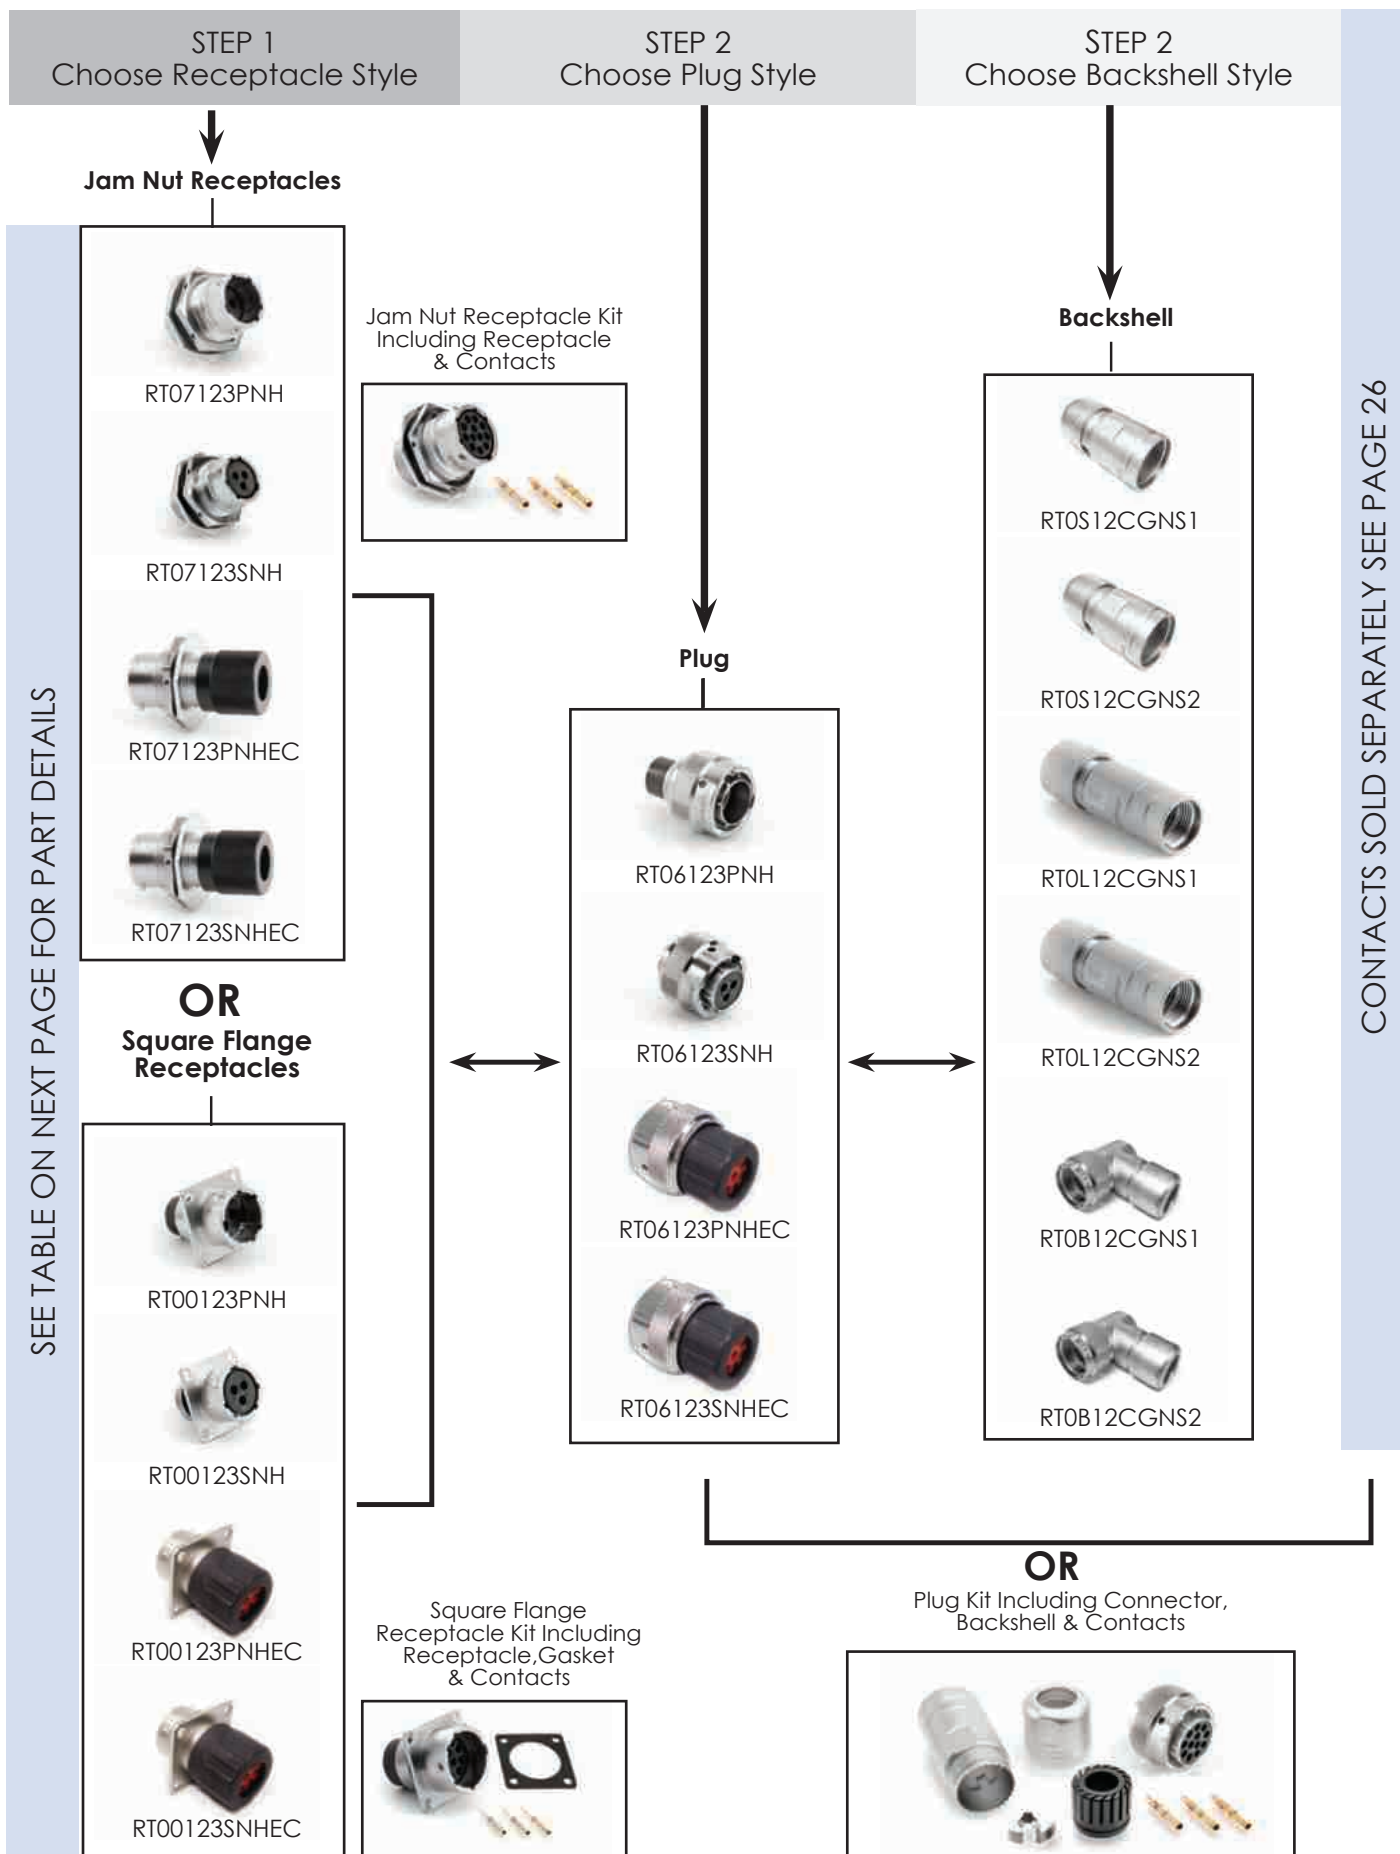 STEP 1
Choose Receptacle Style
STEP 2
Choose Plug Style
STEP 2
Choose Backshell Style
Jam Nut Receptacles
RT07123PNH
RT07123SNH
RT07123PNHEC
RT07123SNHEC
Jam Nut Receptacle Kit
Including Receptacle
& Contacts
OR
Square Flange
Receptacles
RT00123PNH
RT00123SNH
RT00123PNHEC
RT00123SNHEC
Square Flange
Receptacle Kit Including
Receptacle,Gasket
& Contacts
Plug
RT06123PNH
RT06123SNH
RT06123PNHEC
RT06123SNHEC
Backshell
RT0S12CGNS1
RT0S12CGNS2
RT0L12CGNS1
RT0L12CGNS2
RT0B12CGNS1
RT0B12CGNS2
OR
Plug Kit Including Connector,
Backshell & Contacts
SEE TABLE ON NEXT PAGE FOR PART DETAILS
CONTACTS SOLD SEPARATELY SEE PAGE 26